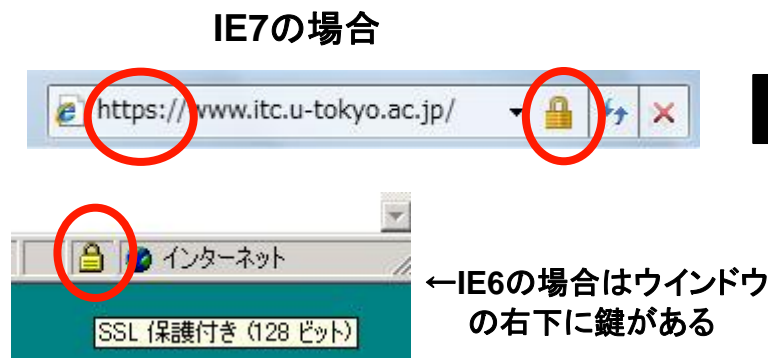 IE7の場合
https://www.itc.u-tokyo.ac.jp/
インターネット
SSL 保護付き (128 ビット)
←IE6の場合はウインドウ
の右下に鍵がある